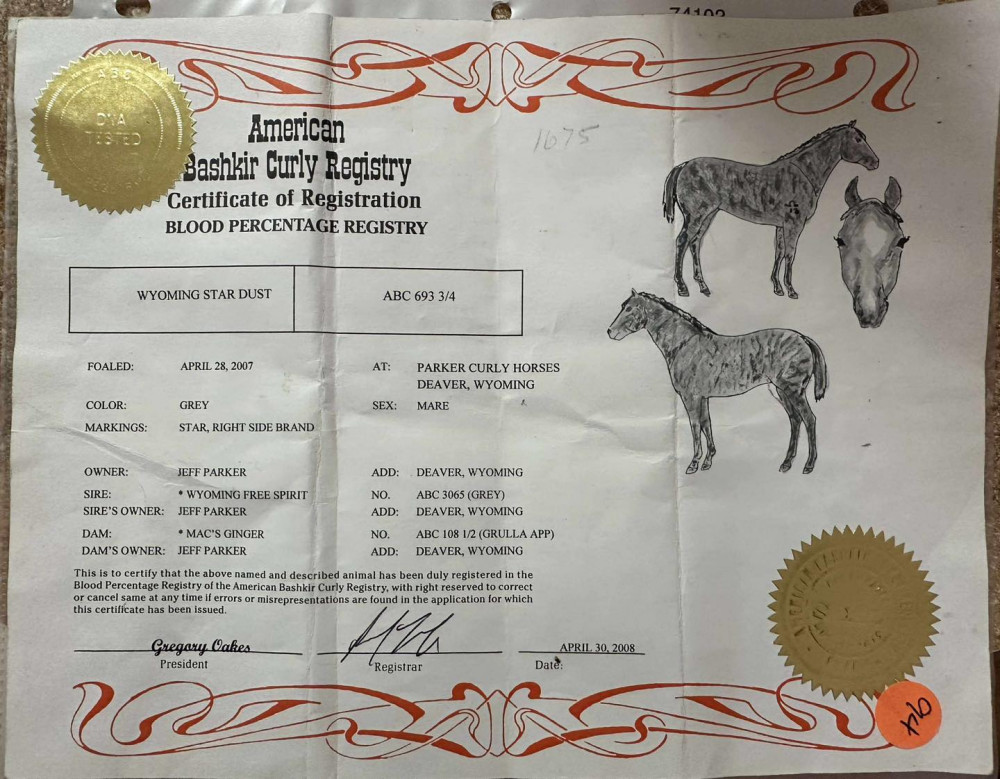 74102
ABC
DNA
TESTED
1675
American
Bashkir Curly Registry
Certificate of Registration
BLOOD PERCENTAGE REGISTRY
WYOMING STAR DUST ABC 693 3/4
FOALED: APRIL 28, 2007 AT: PARKER CURLY HORSES
DEAVER, WYOMING
COLOR: GREY SEX: MARE
MARKINGS: STAR, RIGHT SIDE BRAND
OWNER: JEFF PARKER ADD: DEAVER, WYOMING
SIRE: * WYOMING FREE SPIRIT NO. ABC 3065 (GREY)
SIRE'S OWNER: JEFF PARKER ADD: DEAVER, WYOMING
DAM: * MAC'S GINGER NO. ABC 108 1/2 (GRULLA APP)
DAM'S OWNER: JEFF PARKER ADD: DEAVER, WYOMING
This is to certify that the above named and described animal has been duly registered in the
Blood Percentage Registry of the American Bashkir Curly Registry, with right reserved to correct
or cancel same at any time if errors or misrepresentations are found in the application for which
this certificate has been issued.
Gregory Oakes APRIL 30, 2008
President Registrar Date: